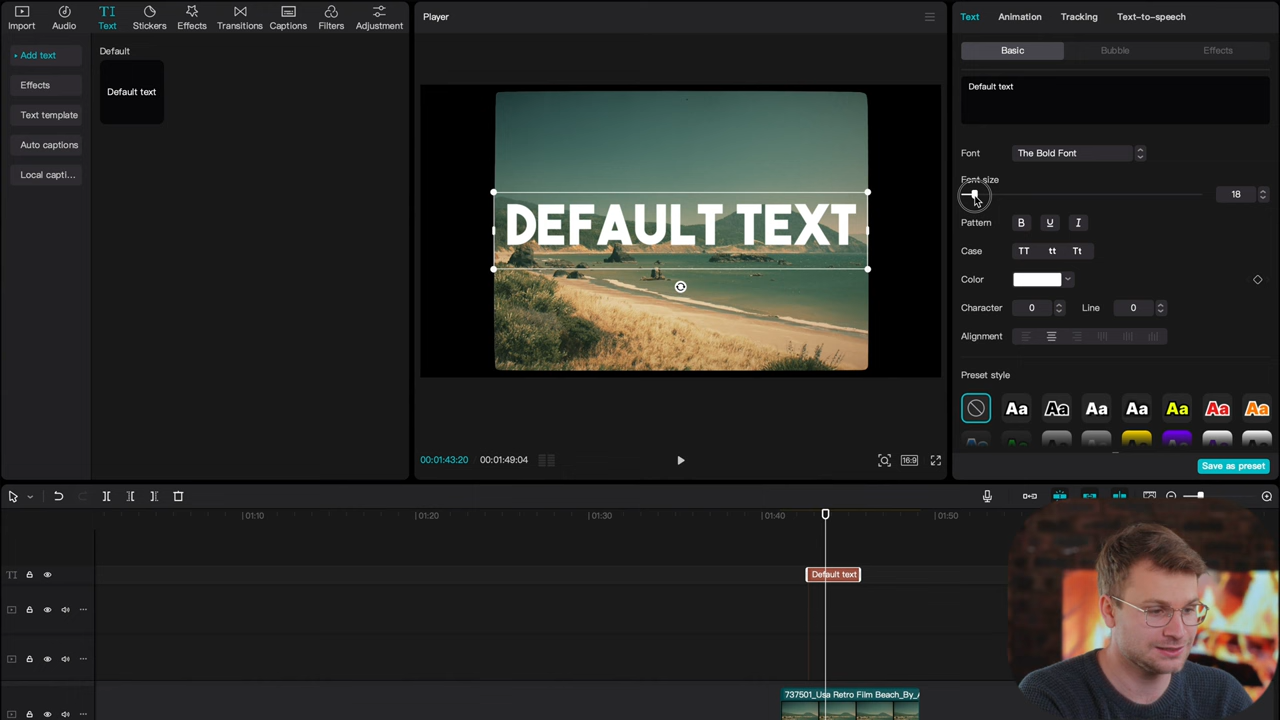 Import Audio Text Stickers Effects Transitions Captions Filters Adjustment
Add text
Effects
Text template
Auto captions
Local capti...
Default
Default text
Player
DEFAULT TEXT
00:01:43:20 00:01:49:04
16:9
Text Animation Tracking Text-to-speech
Basic Bubble Effects
Default text
Font The Bold Font
Font size
18
Pattern B U I
Case TT tt Tt
Color
Character 0 Line 0
Alignment
Preset style
Aa Aa Aa Aa Aa Aa Aa
Save as preset
01:10 01:20 01:30 01:40 01:50
TI Default text
737501_Usa Retro Film Beach_By_